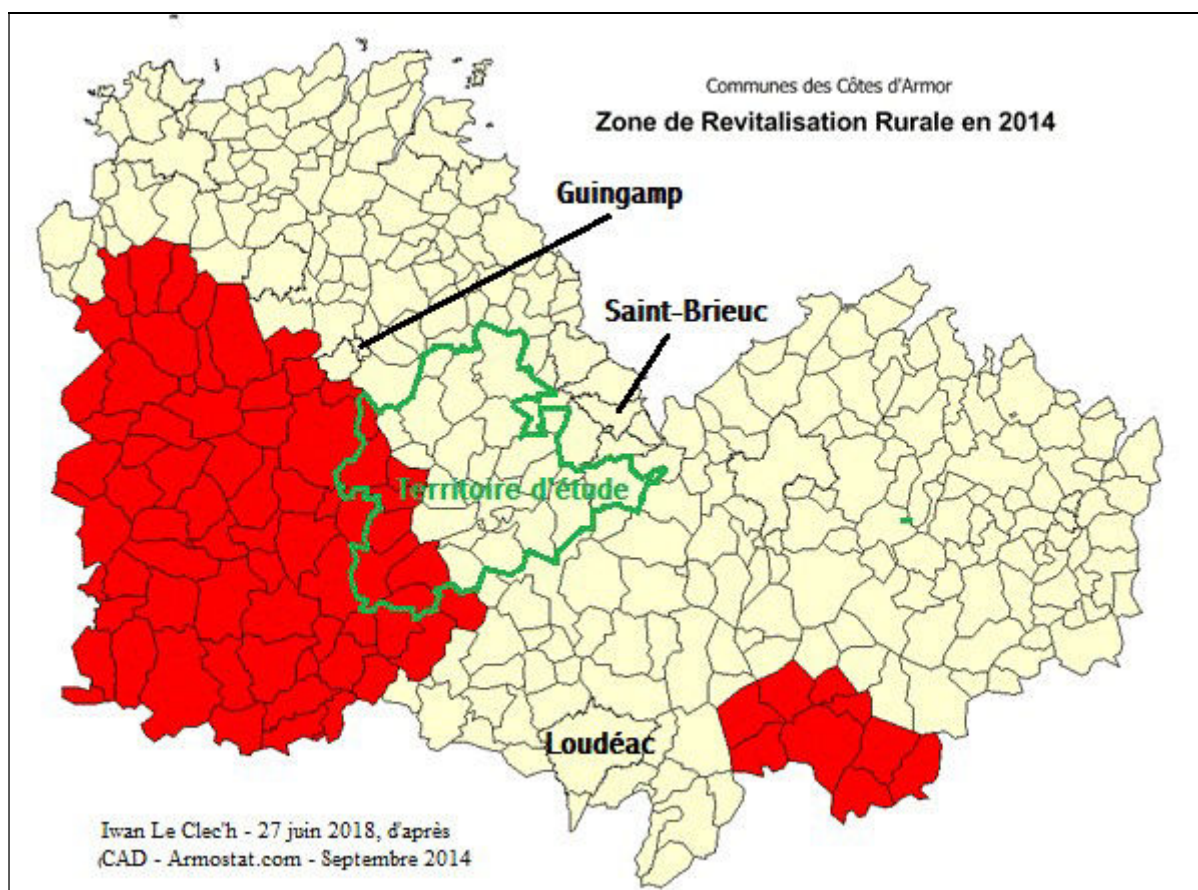 Communes des Côtes d'Armor
Zone de Revitalisation Rurale en 2014
Guingamp
Saint-Brieuc
Territoire d'étude
Loudéac
Iwan Le Clec'h - 27 juin 2018, d'après
CAD - Armostat.com - Septembre 2014